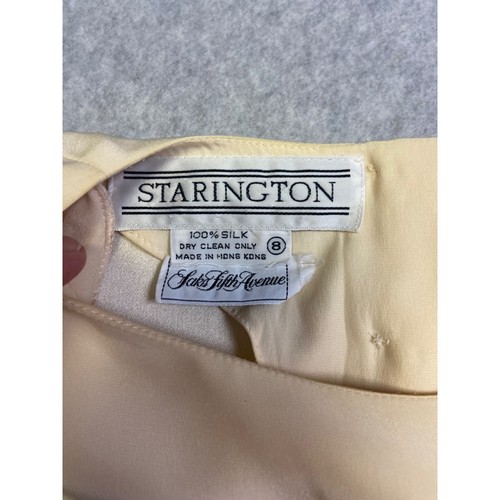 STARINGTON
100% SILK
DRY CLEAN ONLY
8
MADE IN HONG KONG
Saks Fifth Avenue